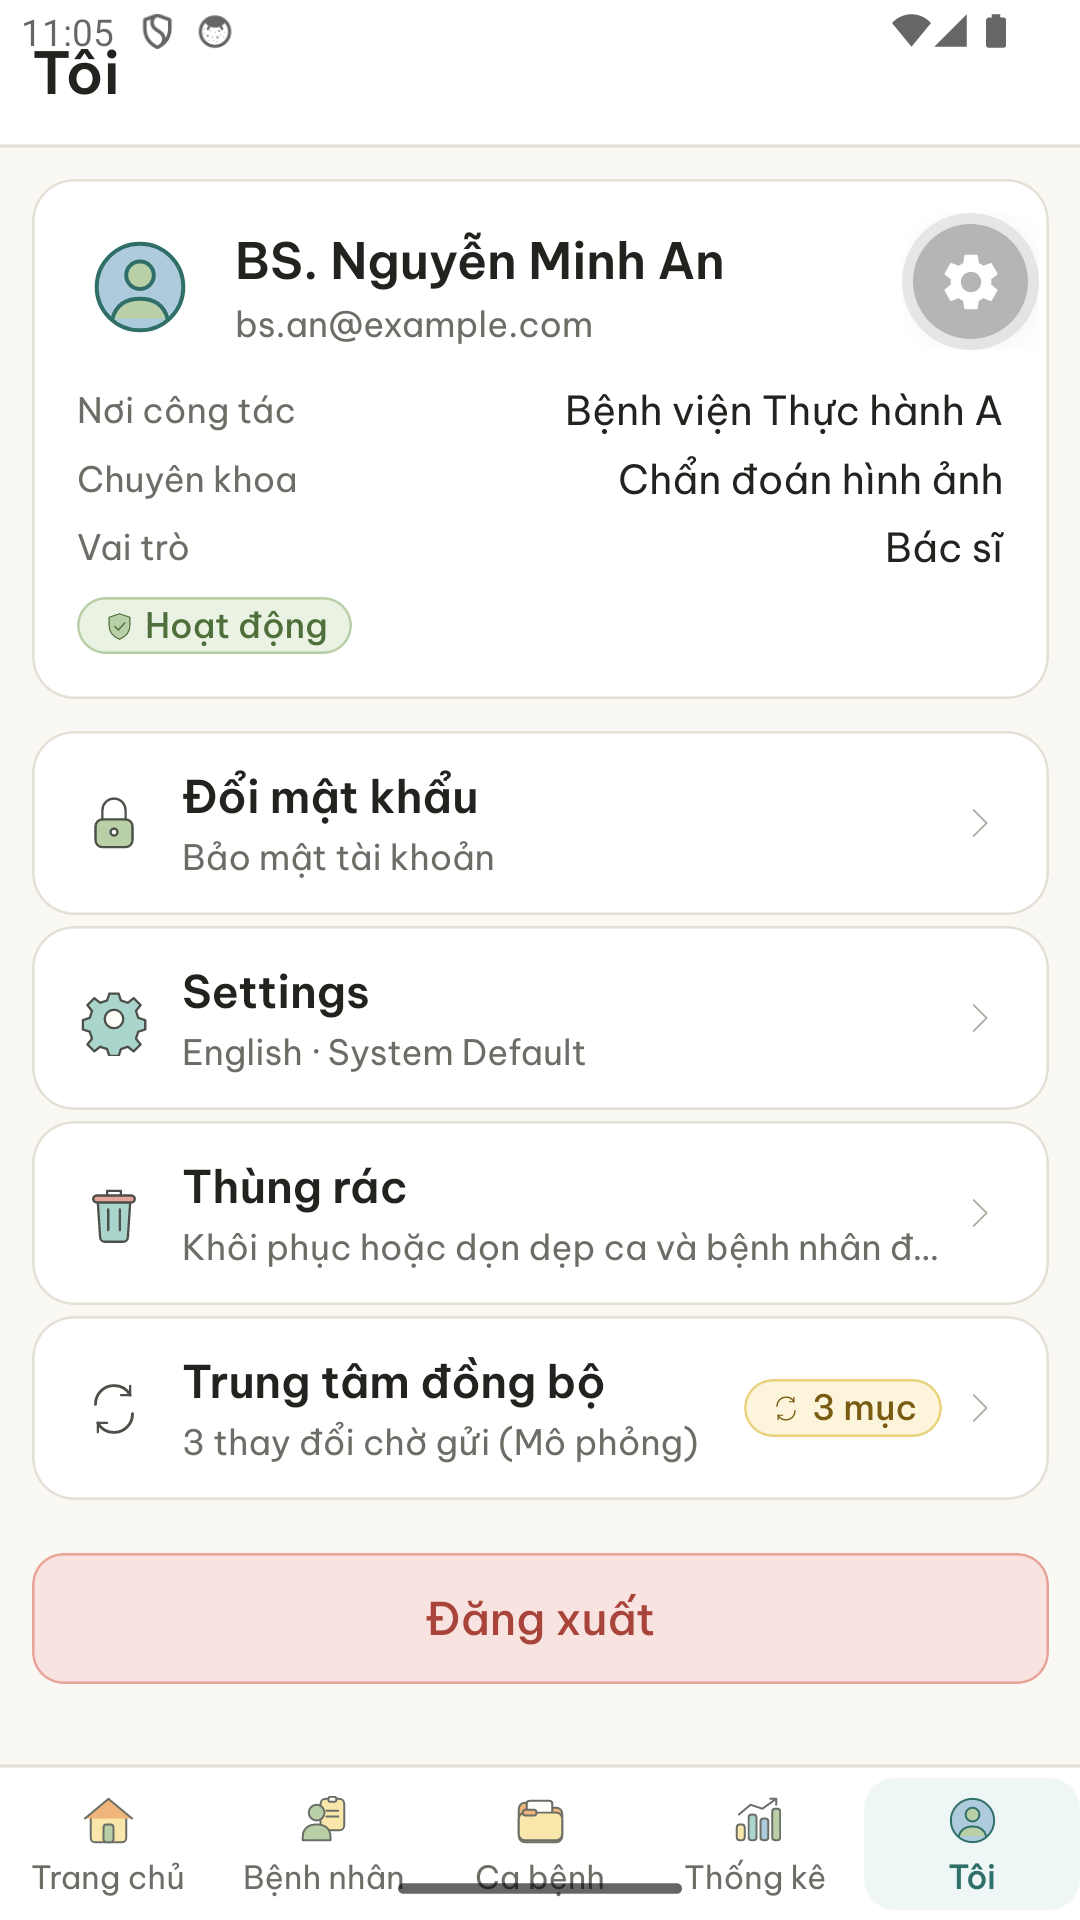 11:05
Tôi
BS. Nguyễn Minh An
bs.an@example.com
Nơi công tác
Bệnh viện Thực hành A
Chuyên khoa
Chẩn đoán hình ảnh
Vai trò
Bác sĩ
Hoạt động
Đổi mật khẩu
Bảo mật tài khoản
Settings
English · System Default
Thùng rác
Khôi phục hoặc dọn dẹp ca và bệnh nhân đ...
Trung tâm đồng bộ
3 thay đổi chờ gửi (Mô phỏng)
3 mục
Đăng xuất
Trang chủ
Bệnh nhân
Ca bệnh
Thống kê
Tôi